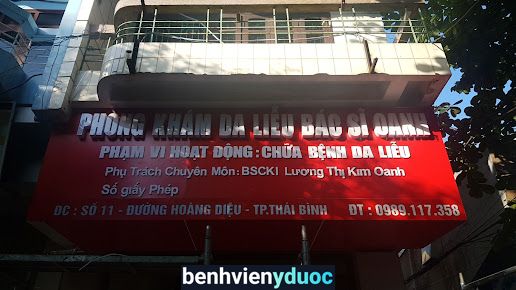 PHÒNG KHÁM DA LIỄU BÁC SĨ OANH
PHẠM VI HOẠT ĐỘNG : CHỮA BỆNH DA LIỄU
Phụ Trách Chuyên Môn : BSCKI Lương Thị Kim Oanh
Số giấy Phép
ĐC : SỐ 11 - ĐƯỜNG HOÀNG DIỆU - TP.THÁI BÌNH ĐT : 0989.117.358
benhvienyduoc